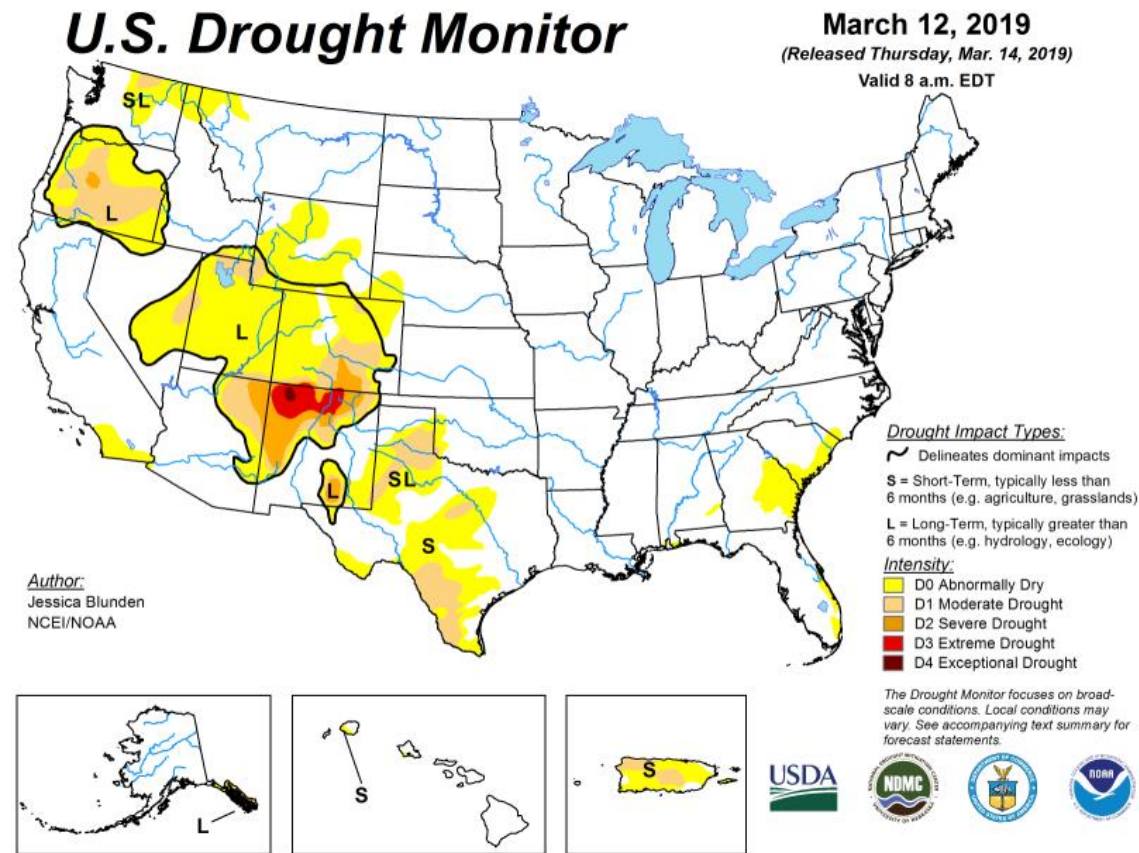 U.S. Drought Monitor
March 12, 2019
(Released Thursday, Mar. 14, 2019)
Valid 8 a.m. EDT
SL
L
L
L
SL
S
Author:
Jessica Blunden
NCEI/NOAA
Drought Impact Types:
Delineates dominant impacts
S = Short-Term, typically less than
6 months (e.g. agriculture, grasslands)
L = Long-Term, typically greater than
6 months (e.g. hydrology, ecology)
Intensity:
D0 Abnormally Dry
D1 Moderate Drought
D2 Severe Drought
D3 Extreme Drought
D4 Exceptional Drought
The Drought Monitor focuses on broad-
scale conditions. Local conditions may
vary. See accompanying text summary for
forecast statements.
L
S
S
USDA
NDMC
NOAA